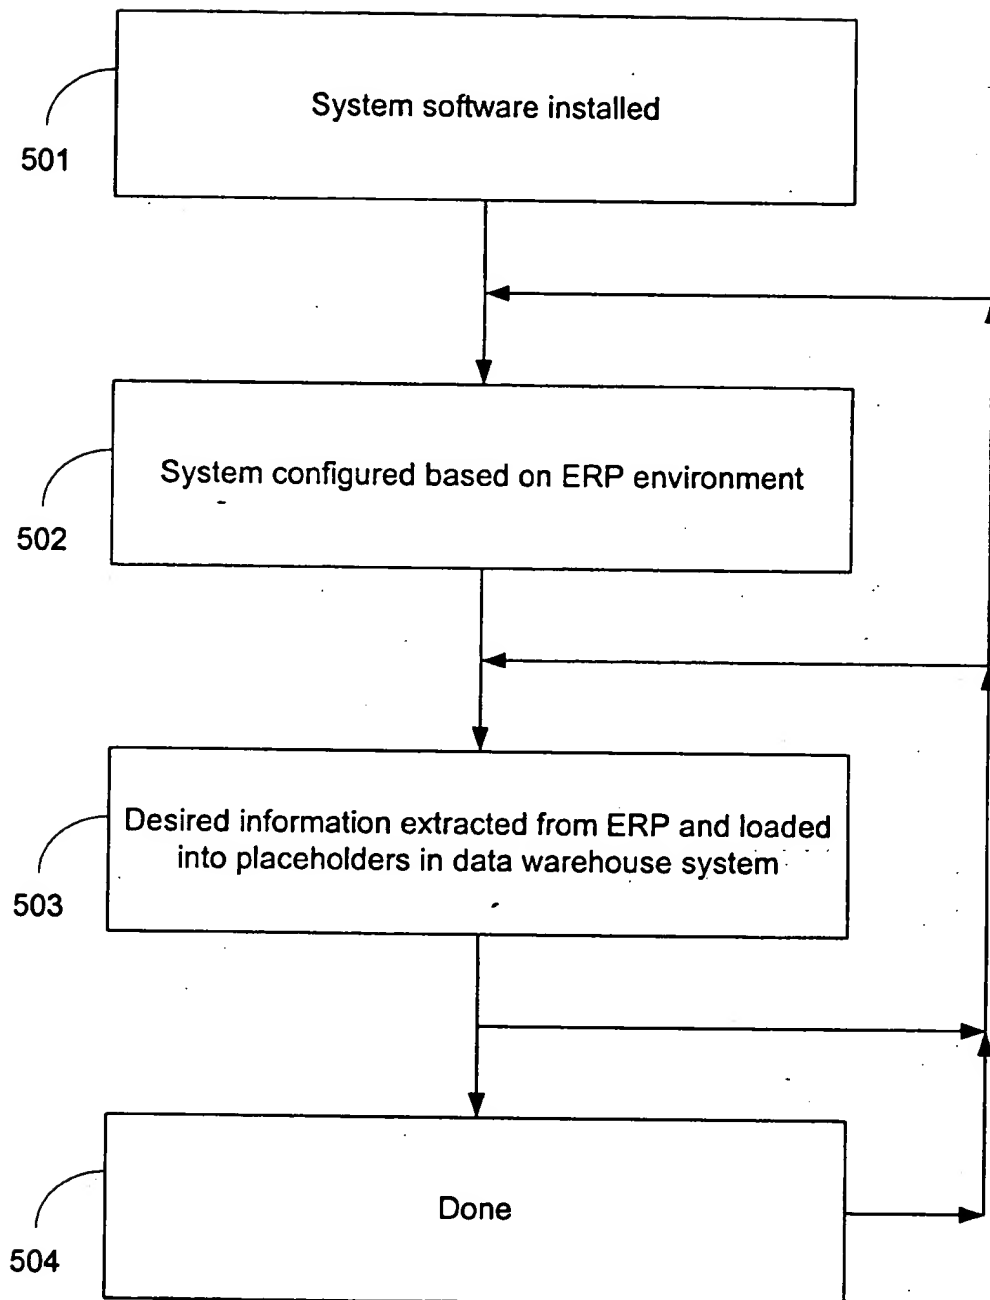 System software installed
501
System configured based on ERP environment
502
Desired information extracted from ERP and loaded
into placeholders in data warehouse system
503
Done
504